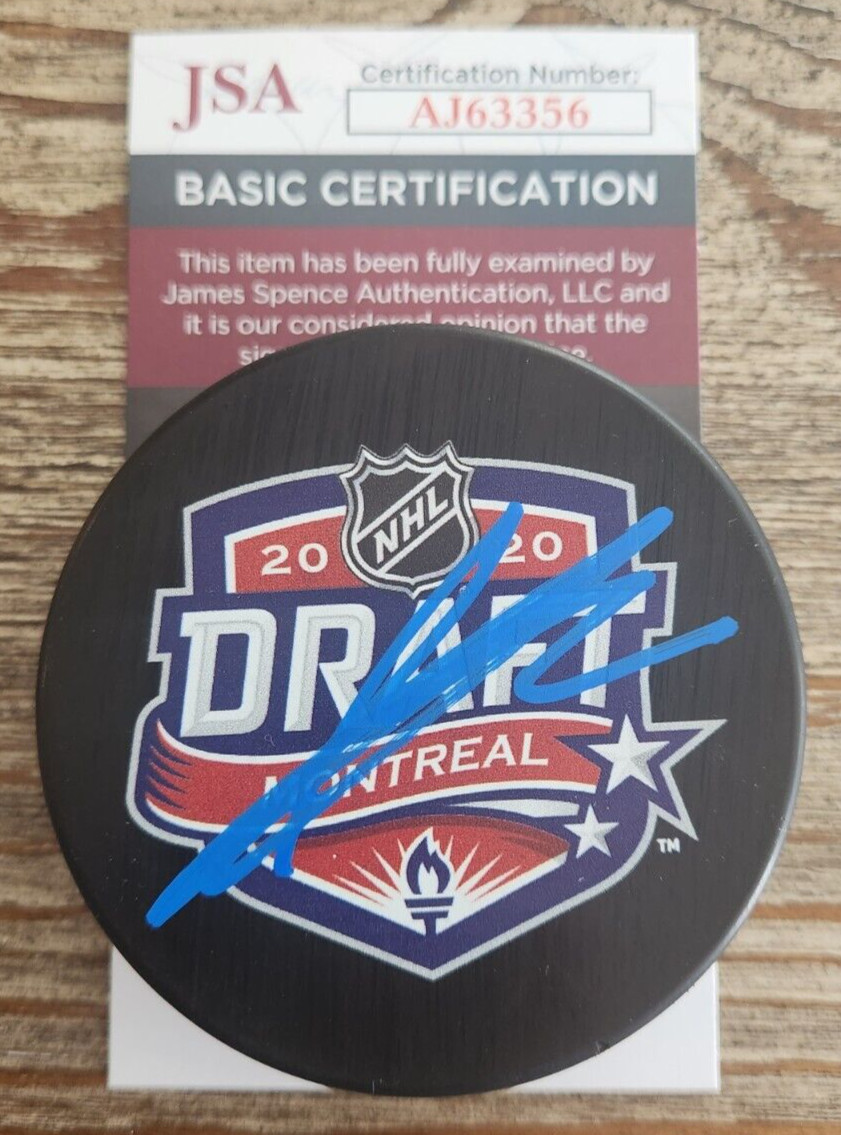 JSA
Certification Number:
AJ63356
BASIC CERTIFICATION
This item has been fully examined by
James Spence Authentication, LLC and
it is our considered opinion that the
NHL
20 20
DRAFT
MONTREAL
TM